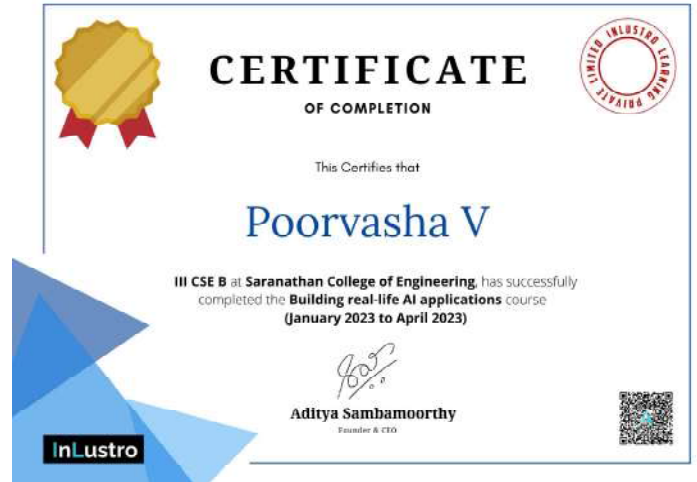 CERTIFICATE
OF COMPLETION
INLUSTRO LEARNING PRIVATE LIMITED
This Certifies that
Poorvasha V
III CSE B at Saranathan College of Engineering, has successfully
completed the Building real-life AI applications course
(January 2023 to April 2023)
Aditya Sambamoorthy
Founder & CEO
InLustro